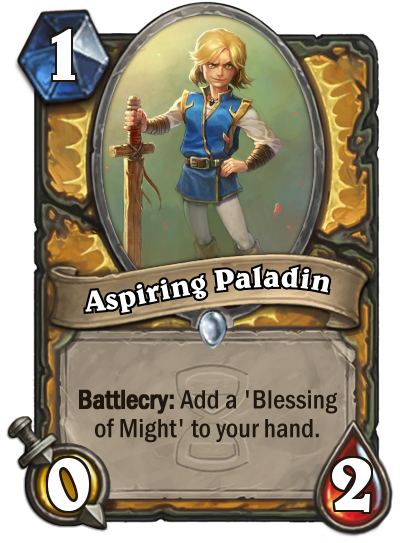 1
Aspiring Paladin
Battlecry: Add a 'Blessing
of Might' to your hand.
0
2